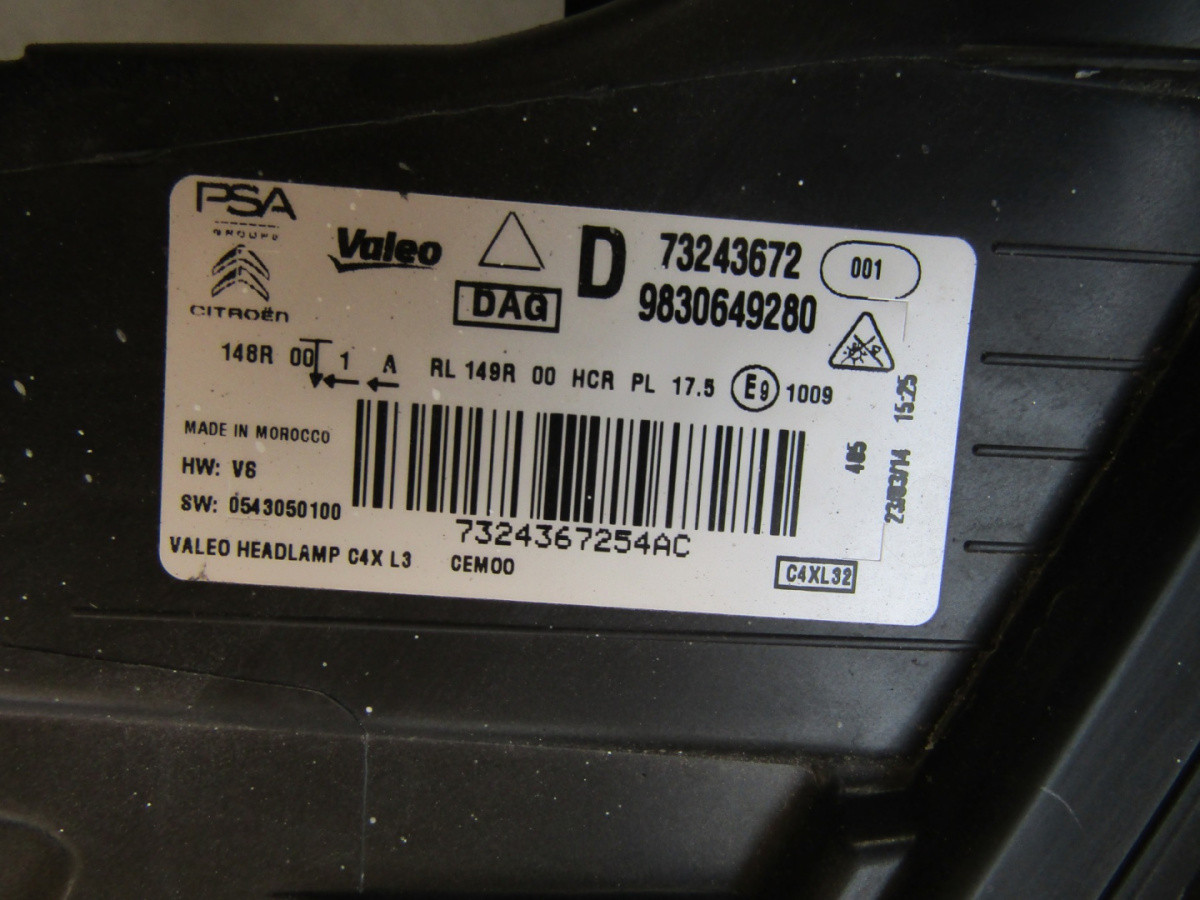 PSA
GROUPE
CITROËN
Valeo
DAG
D
73243672
001
9830649280
148R 00 1 A RL 149R 00 HCR PL 17.5 E9 1009
MADE IN MOROCCO
HW: V6
SW: 0543050100
7324367254AC
VALEO HEADLAMP C4X L3 CEM00
C4XL32
405
23/03/14 15:25